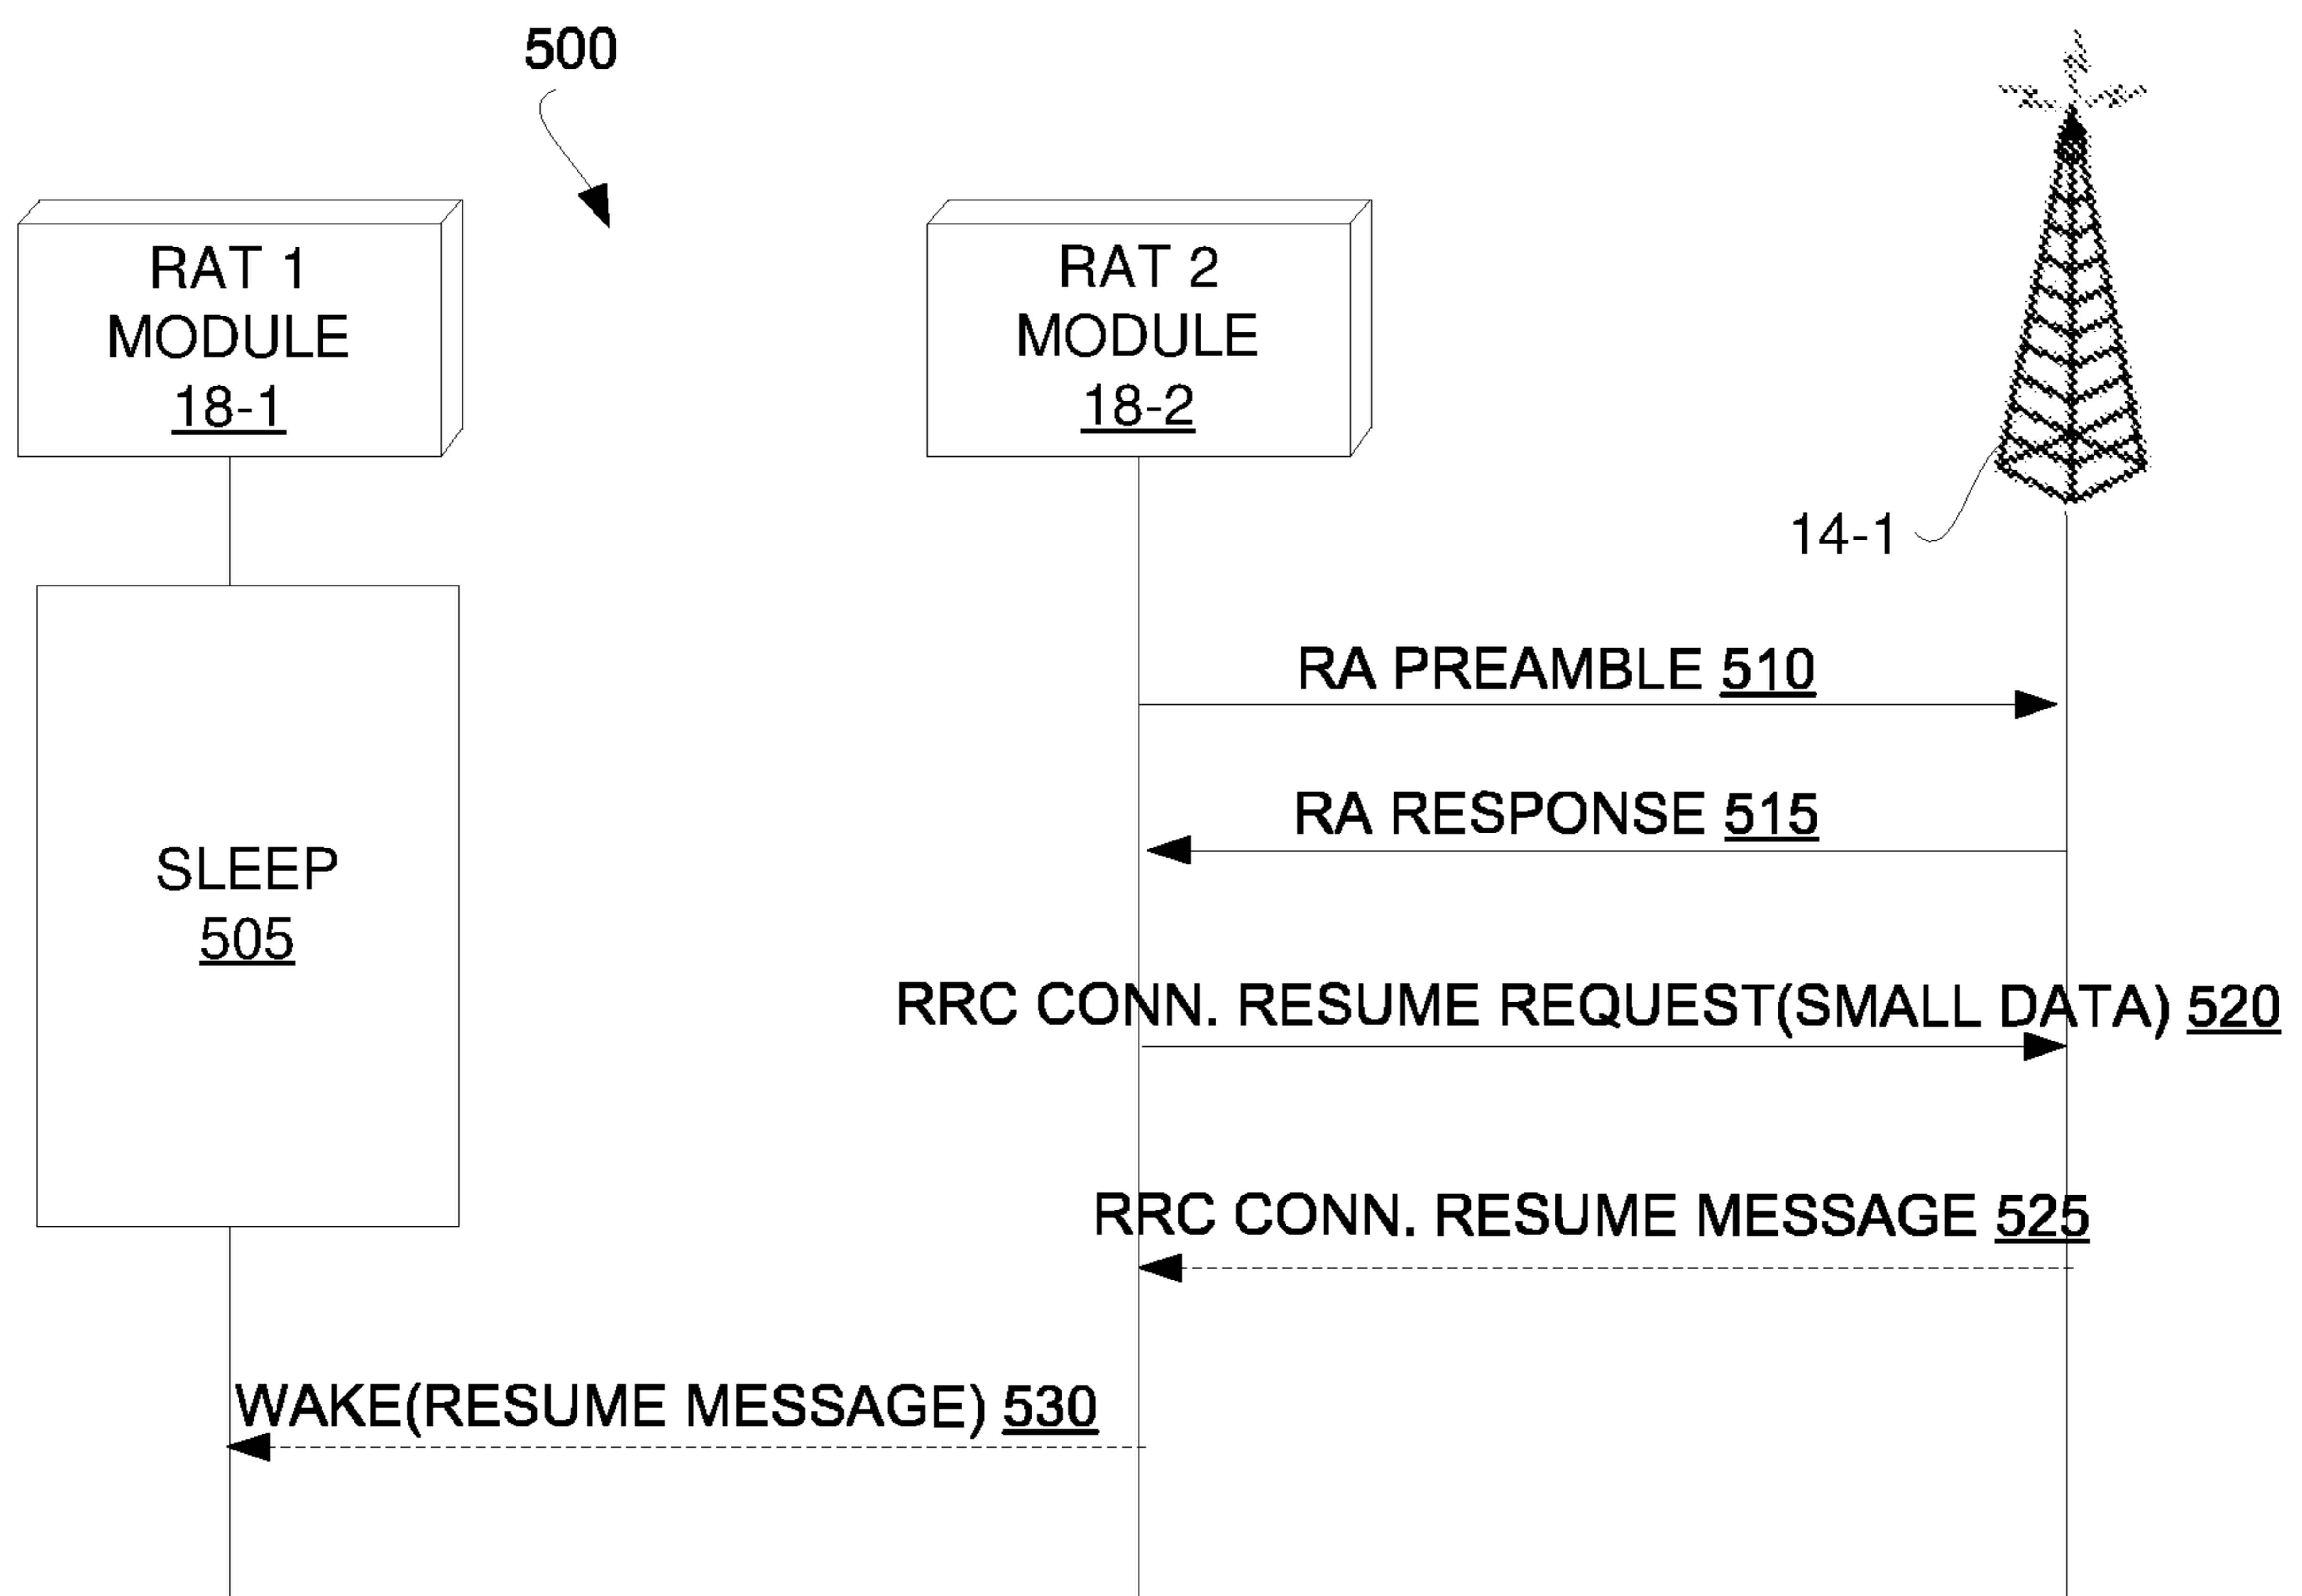 500
RAT 1
MODULE
18-1
RAT 2
MODULE
18-2
14-1
RA PREAMBLE 510
RA RESPONSE 515
SLEEP
505
RRC CONN. RESUME REQUEST(SMALL DATA) 520
RRC CONN. RESUME MESSAGE 525
WAKE(RESUME MESSAGE) 530